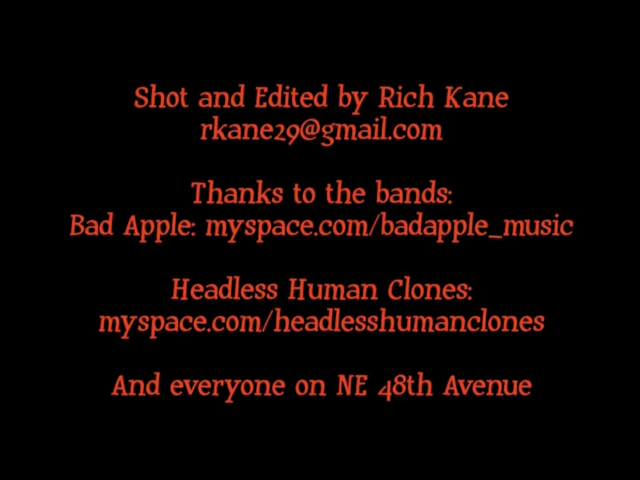 Shot and Edited by Rich Kane
rkane29@gmail.com
Thanks to the bands:
Bad Apple: myspace.com/badapple_music
Headless Human Clones:
myspace.com/headlesshumanclones
And everyone on NE 48th Avenue